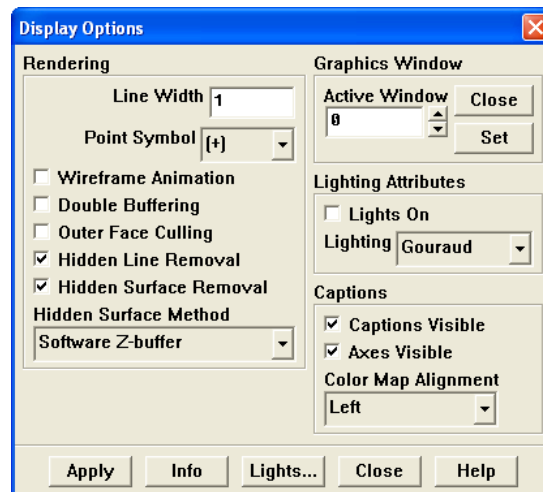 Display Options
Rendering
Line Width 1
Point Symbol (+)
Wireframe Animation
Double Buffering
Outer Face Culling
Hidden Line Removal
Hidden Surface Removal
Hidden Surface Method
Software Z-buffer
Graphics Window
Active Window
0
Close
Set
Lighting Attributes
Lights On
Lighting Gouraud
Captions
Captions Visible
Axes Visible
Color Map Alignment
Left
Apply Info Lights... Close Help